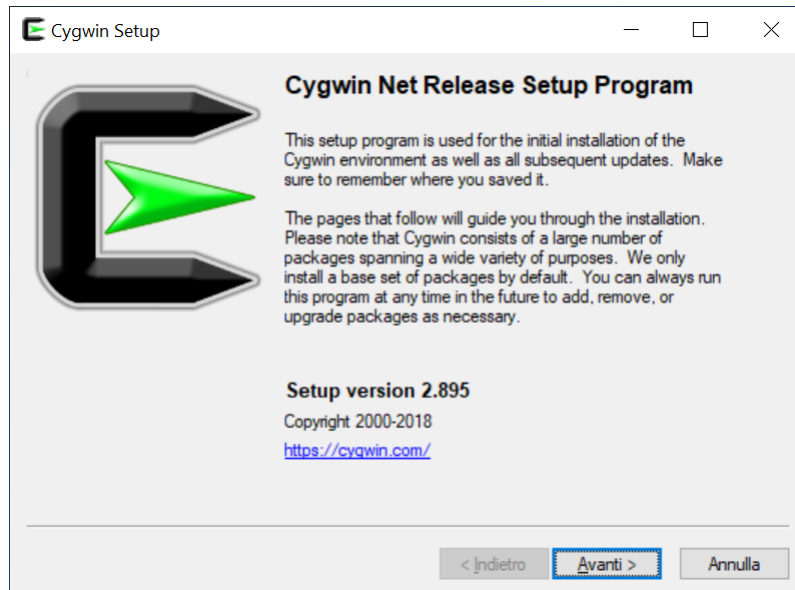 Cygwin Setup
Cygwin Net Release Setup Program
This setup program is used for the initial installation of the
Cygwin environment as well as all subsequent updates.  Make
sure to remember where you saved it.
The pages that follow will guide you through the installation.
Please note that Cygwin consists of a large number of
packages spanning a wide variety of purposes.  We only
install a base set of packages by default.  You can always run
this program at any time in the future to add, remove, or
upgrade packages as necessary.
Setup version 2.895
Copyright 2000-2018
https://cygwin.com/
< Indietro
Avanti >
Annulla